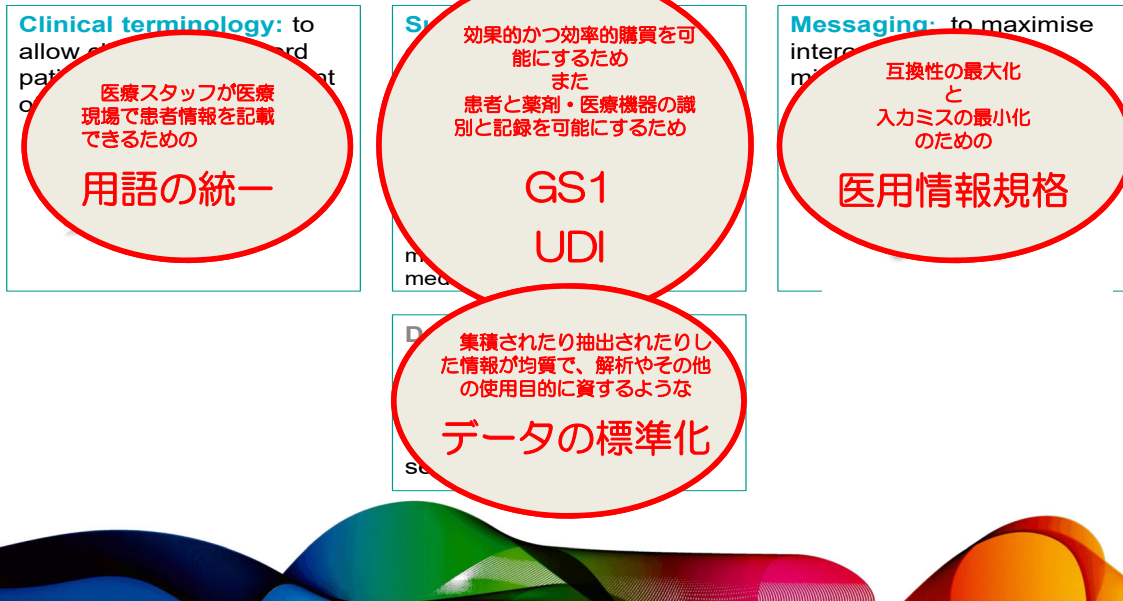 Clinical terminology: to
allow
医療スタッフが医療
現場で患者情報を記載
できるための
用語の統一
効果的かつ効率的購買を可
能にするため
また
患者と薬剤・医療機器の識
別と記録を可能にするため
GS1
UDI
Messaging: to maximise
互換性の最大化
と
入力ミスの最小化
のための
医用情報規格
集積されたり抽出されたりし
た情報が均質で、解析やその他
の使用目的に資するような
データの標準化